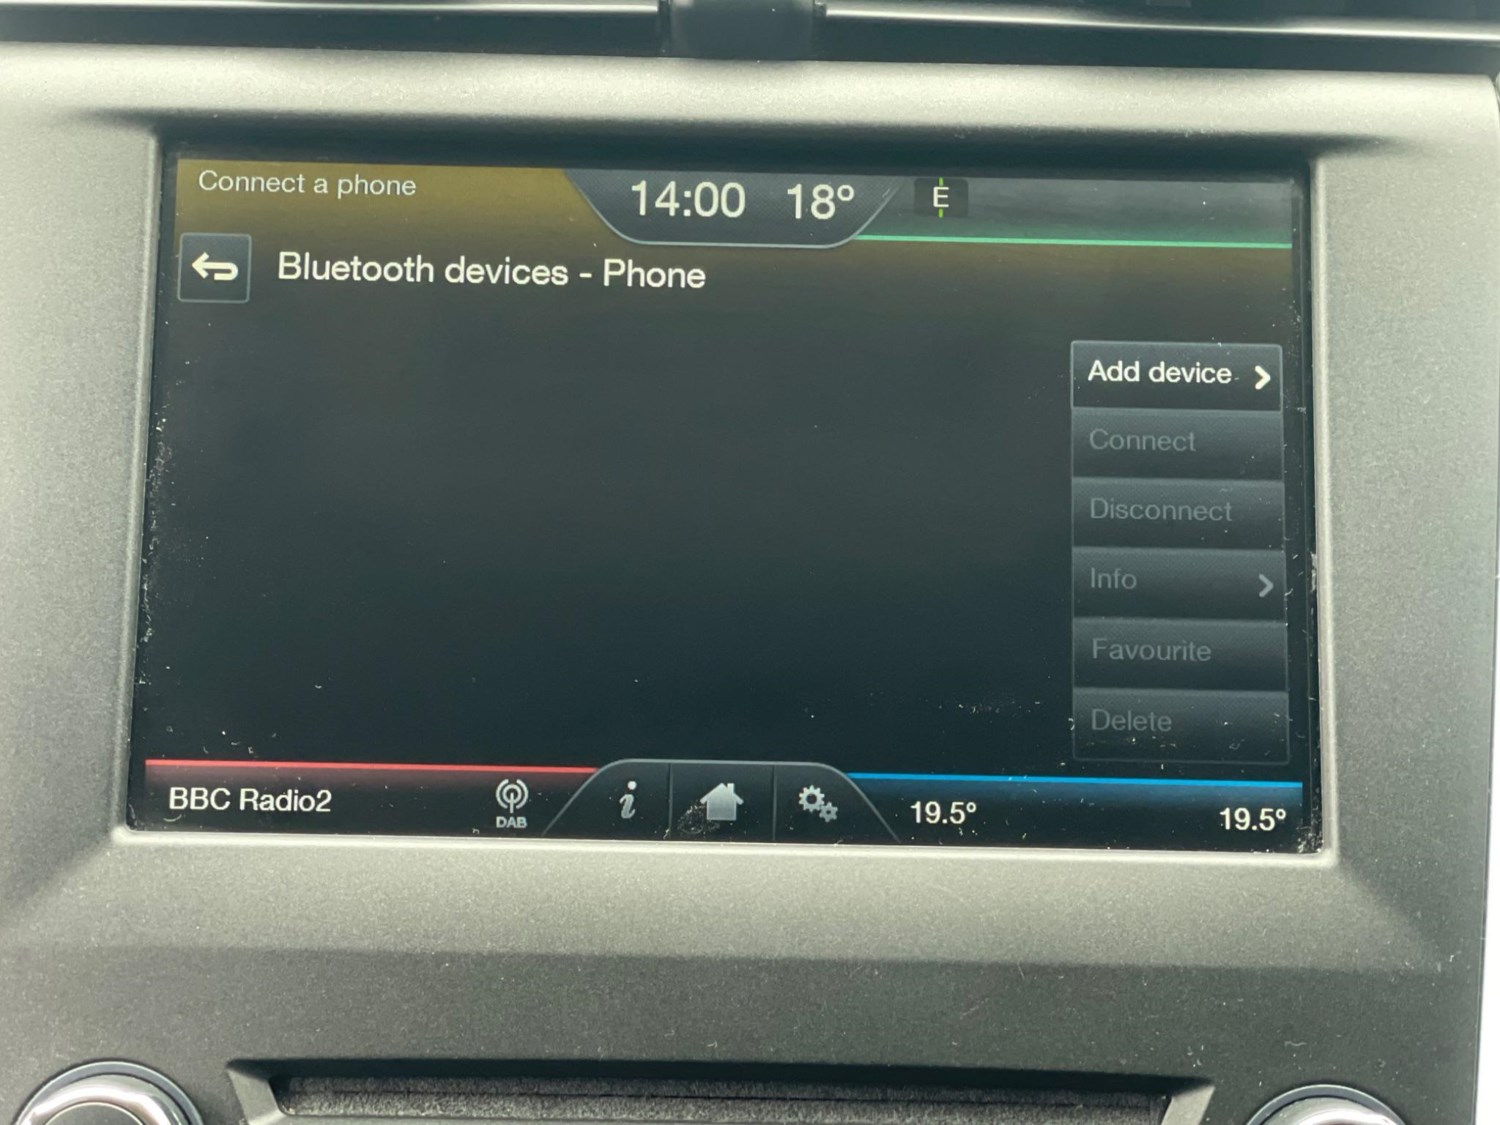 Connect a phone
14:00 18° E
Bluetooth devices - Phone
Add device
Connect
Disconnect
Info
Favourite
Delete
BBC Radio2
DAB
i
19.5° 19.5°